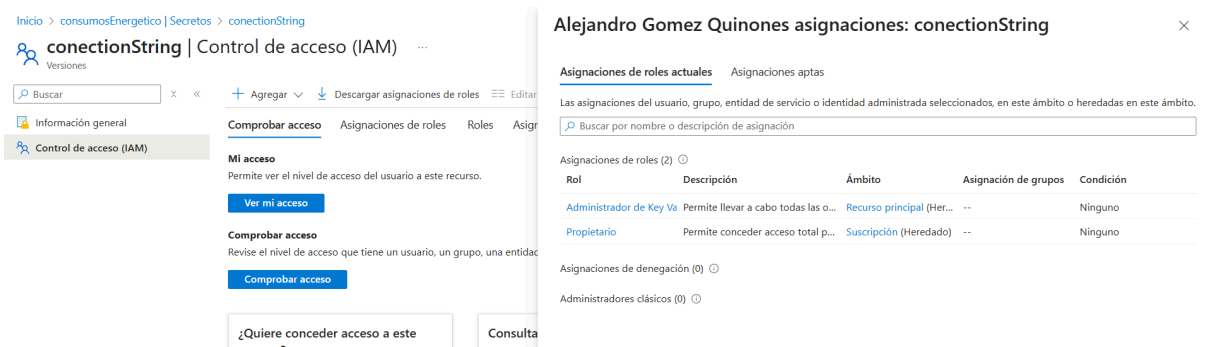 Inicio > consumosEnergetico | Secretos > conectionString
conectionString | Control de acceso (IAM) ...
Versiones
Buscar
Información general
Control de acceso (IAM)
Agregar Descargar asignaciones de roles Editar
Comprobar acceso Asignaciones de roles Roles Asigr
Mi acceso
Permite ver el nivel de acceso del usuario a este recurso.
Ver mi acceso
Comprobar acceso
Revise el nivel de acceso que tiene un usuario, un grupo, una entidac
Comprobar acceso
¿Quiere conceder acceso a este
Consulta
Alejandro Gomez Quinones asignaciones: conectionString
Asignaciones de roles actuales Asignaciones aptas
Las asignaciones del usuario, grupo, entidad de servicio o identidad administrada seleccionados, en este ámbito o heredadas en este ámbito.
Buscar por nombre o descripción de asignación
Asignaciones de roles (2)
Rol Descripción Ámbito Asignación de grupos Condición
Administrador de Key Va Permite llevar a cabo todas las o... Recurso principal (Her... -- Ninguno
Propietario Permite conceder acceso total p... Suscripción (Heredado) -- Ninguno
Asignaciones de denegación (0)
Administradores clásicos (0)